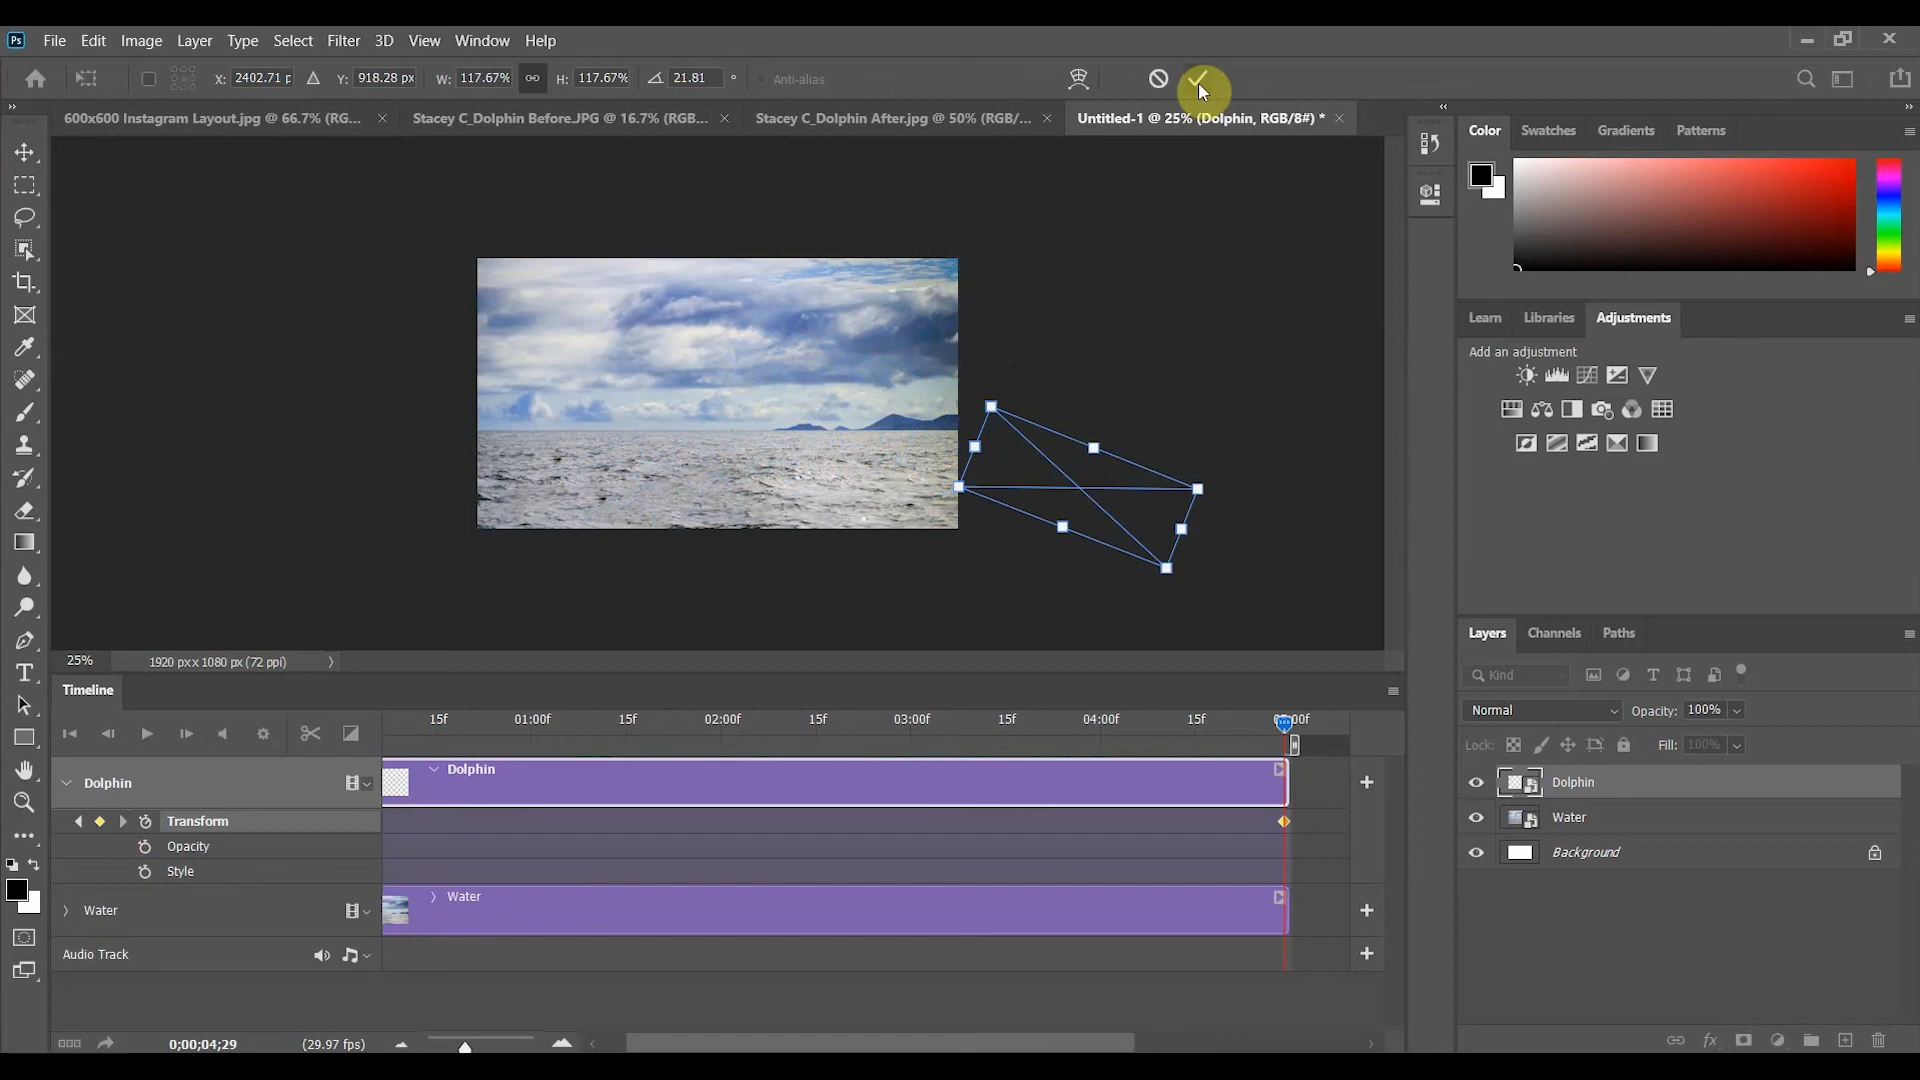 Ps File Edit Image Layer Type Select Filter 3D View Window Help
X: 2402.71 p Y: 918.28 px W: 117.67% H: 117.67% 21.81 ° Anti-alias
600x600 Instagram Layout.jpg @ 66.7% (RG... Stacey C_Dolphin Before.JPG @ 16.7% (RGB... Stacey C_Dolphin After.jpg @ 50% (RGB/... Untitled-1 @ 25% (Dolphin, RGB/8#) *
Color Swatches Gradients Patterns
Learn Libraries Adjustments
Add an adjustment
Layers Channels Paths
Kind
Normal Opacity: 100%
Lock: Fill: 100%
Dolphin
Water
Background
25% 1920 px x 1080 px (72 ppi)
Timeline
15f 01:00f 15f 02:00f 15f 03:00f 15f 04:00f 15f 05:00f
Dolphin Dolphin
Transform
Opacity
Style
Water Water
Audio Track
0;00;04;29 (29.97 fps)